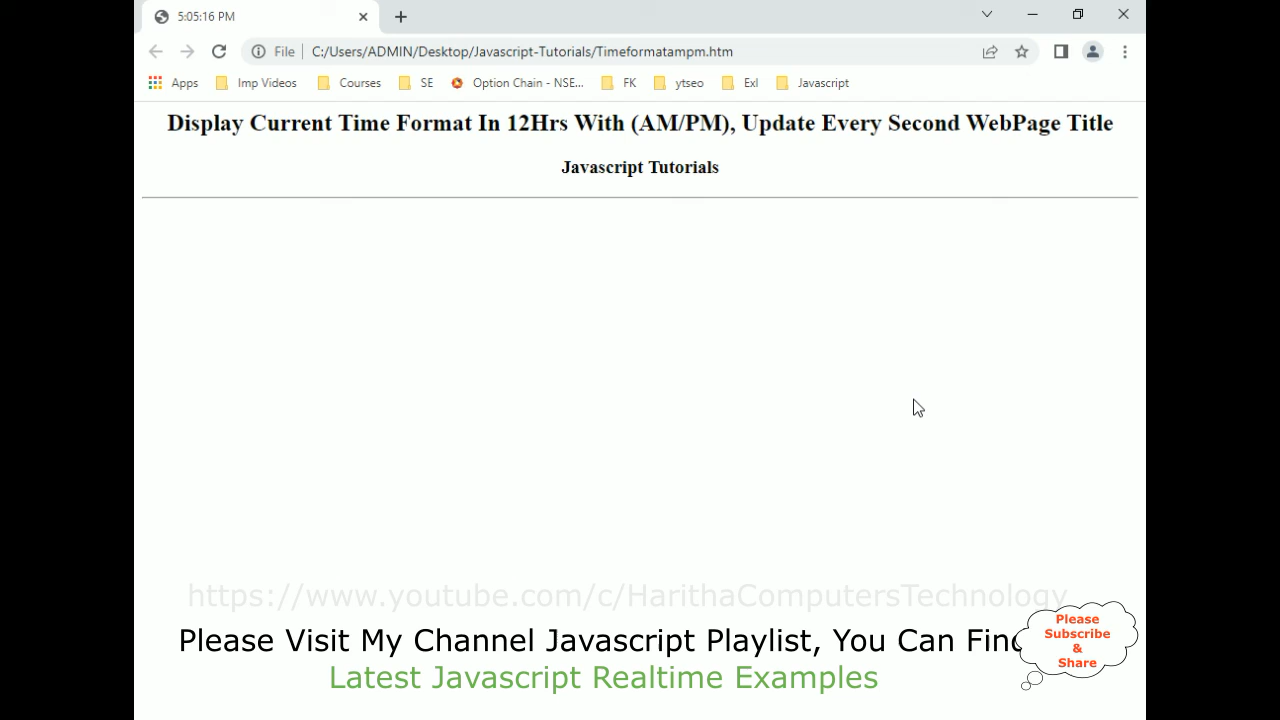 5:05:16 PM
File
C:/Users/ADMIN/Desktop/Javascript-Tutorials/Timeformatampm.htm
Apps
Imp Videos
Courses
SE
Option Chain - NSE...
FK
ytseo
Exl
Javascript
Display Current Time Format In 12Hrs With (AM/PM), Update Every Second WebPage Title
Javascript Tutorials
https://www.youtube.com/c/HarithaComputersTechnology
Please Visit My Channel Javascript Playlist, You Can Find
Latest Javascript Realtime Examples
Please
Subscribe
&
Share